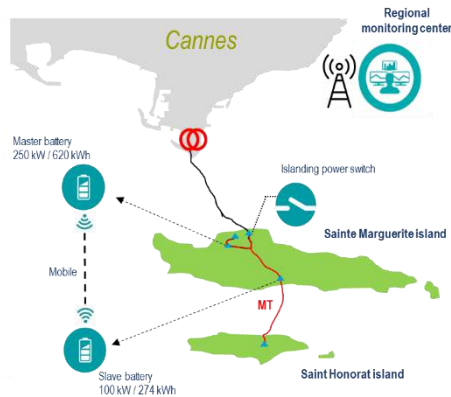 Regional
monitoring center
Cannes
Master battery
250 kW / 620 kWh
Islanding power switch
Sainte Marguerite island
Mobile
MT
Slave battery
100 kW / 274 kWh
Saint Honorat island